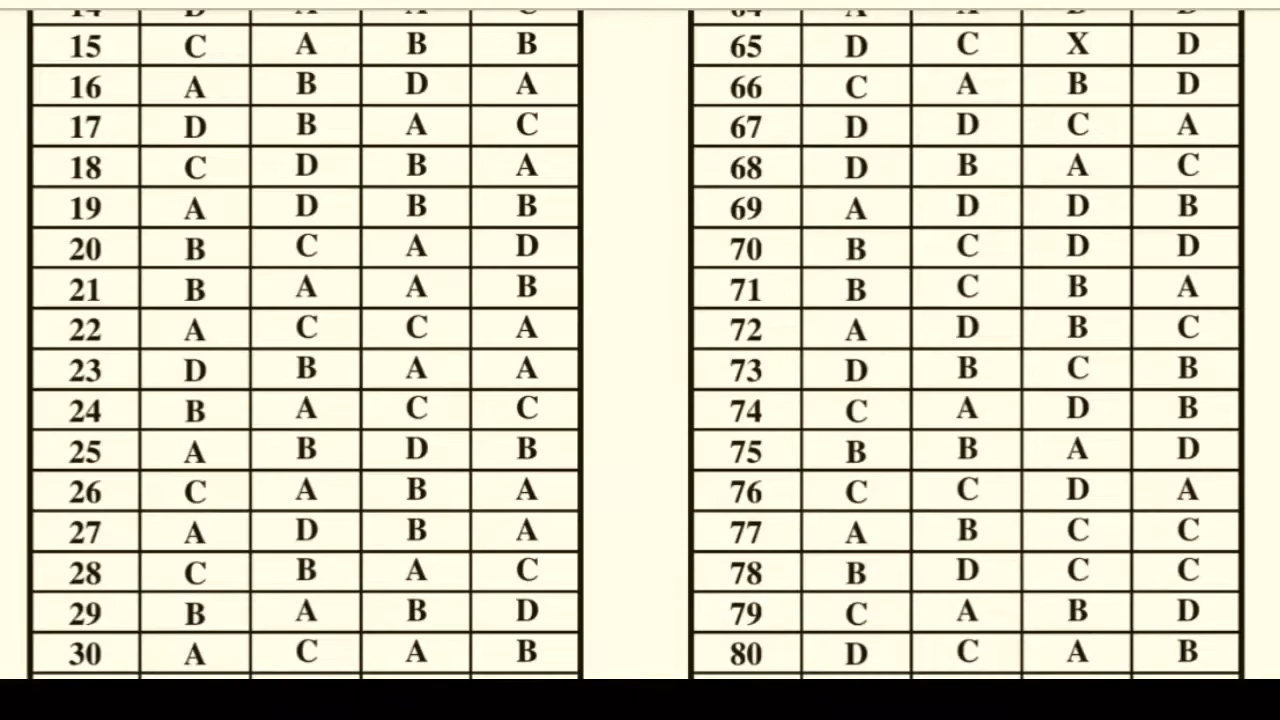 15 C A B B 65 D C X D
16 A B D A 66 C A B D
17 D B A C 67 D D C A
18 C D B A 68 D B A C
19 A D B B 69 A D D B
20 B C A D 70 B C D D
21 B A A B 71 B C B A
22 A C C A 72 A D B C
23 D B A A 73 D B C B
24 B A C C 74 C A D B
25 A B D B 75 B B A D
26 C A B A 76 C C D A
27 A D B A 77 A B C C
28 C B A C 78 B D C C
29 B A B D 79 C A B D
30 A C A B 80 D C A B